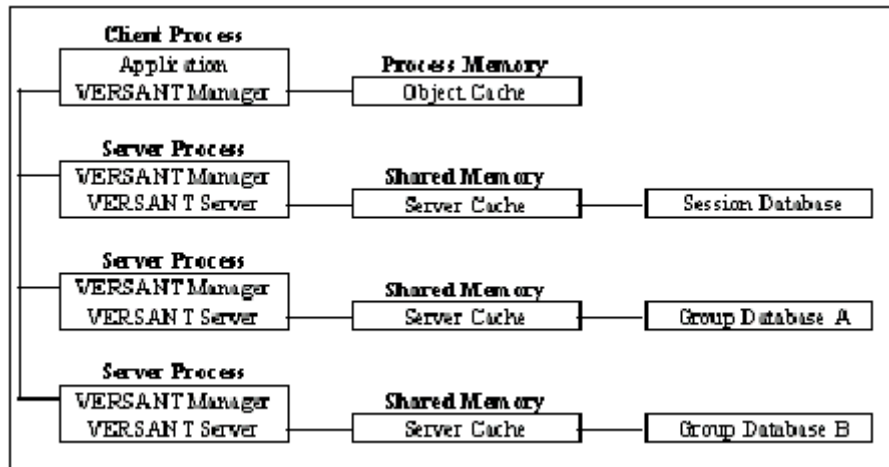 Client Process
Application
VERSANT Manager
Process Memory
Object Cache
Server Process
VERSANT Manager
VERSANT Server
Shared Memory
Server Cache
Session Database
Server Process
VERSANT Manager
VERSANT Server
Shared Memory
Server Cache
Group Database A
Server Process
VERSANT Manager
VERSANT Server
Shared Memory
Server Cache
Group Database B